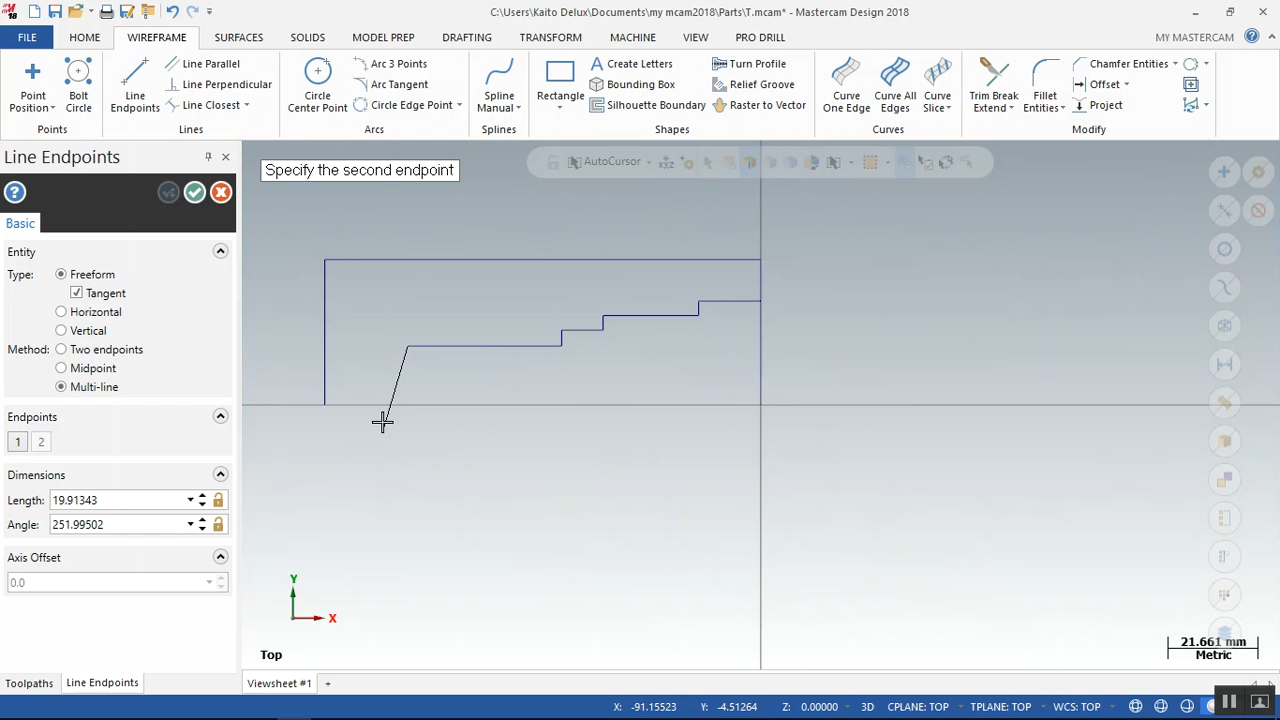 C:\Users\Kaito Delux\Documents\my mcam2018\Parts\T.mcam* - Mastercam Design 2018
18
FILE HOME WIREFRAME SURFACES SOLIDS MODEL PREP DRAFTING TRANSFORM MACHINE VIEW PRO DRILL MY MASTERCAM
Point Position
Bolt Circle
Points
Line Endpoints
Line Parallel
Line Perpendicular
Line Closest
Lines
Circle Center Point
Arc 3 Points
Arc Tangent
Circle Edge Point
Arcs
Spline Manual
Splines
Rectangle
Create Letters
Bounding Box
Silhouette Boundary
Turn Profile
Relief Groove
Raster to Vector
Shapes
Curve One Edge
Curve All Edges
Curve Slice
Curves
Trim Break Extend
Fillet Entities
Chamfer Entities
Offset
Project
Modify
Line Endpoints
Basic
Entity
Type: Freeform
Tangent
Horizontal
Vertical
Method: Two endpoints
Midpoint
Multi-line
Endpoints
1 2
Dimensions
Length: 19.91343
Angle: 251.99502
Axis Offset
0.0
Specify the second endpoint
AutoCursor
XYZ
Y
X
Top
21.661 mm
Metric
Toolpaths Line Endpoints Viewsheet #1 +
X: -91.15523 Y: -4.51264 Z: 0.00000 3D CPLANE: TOP TPLANE: TOP WCS: TOP